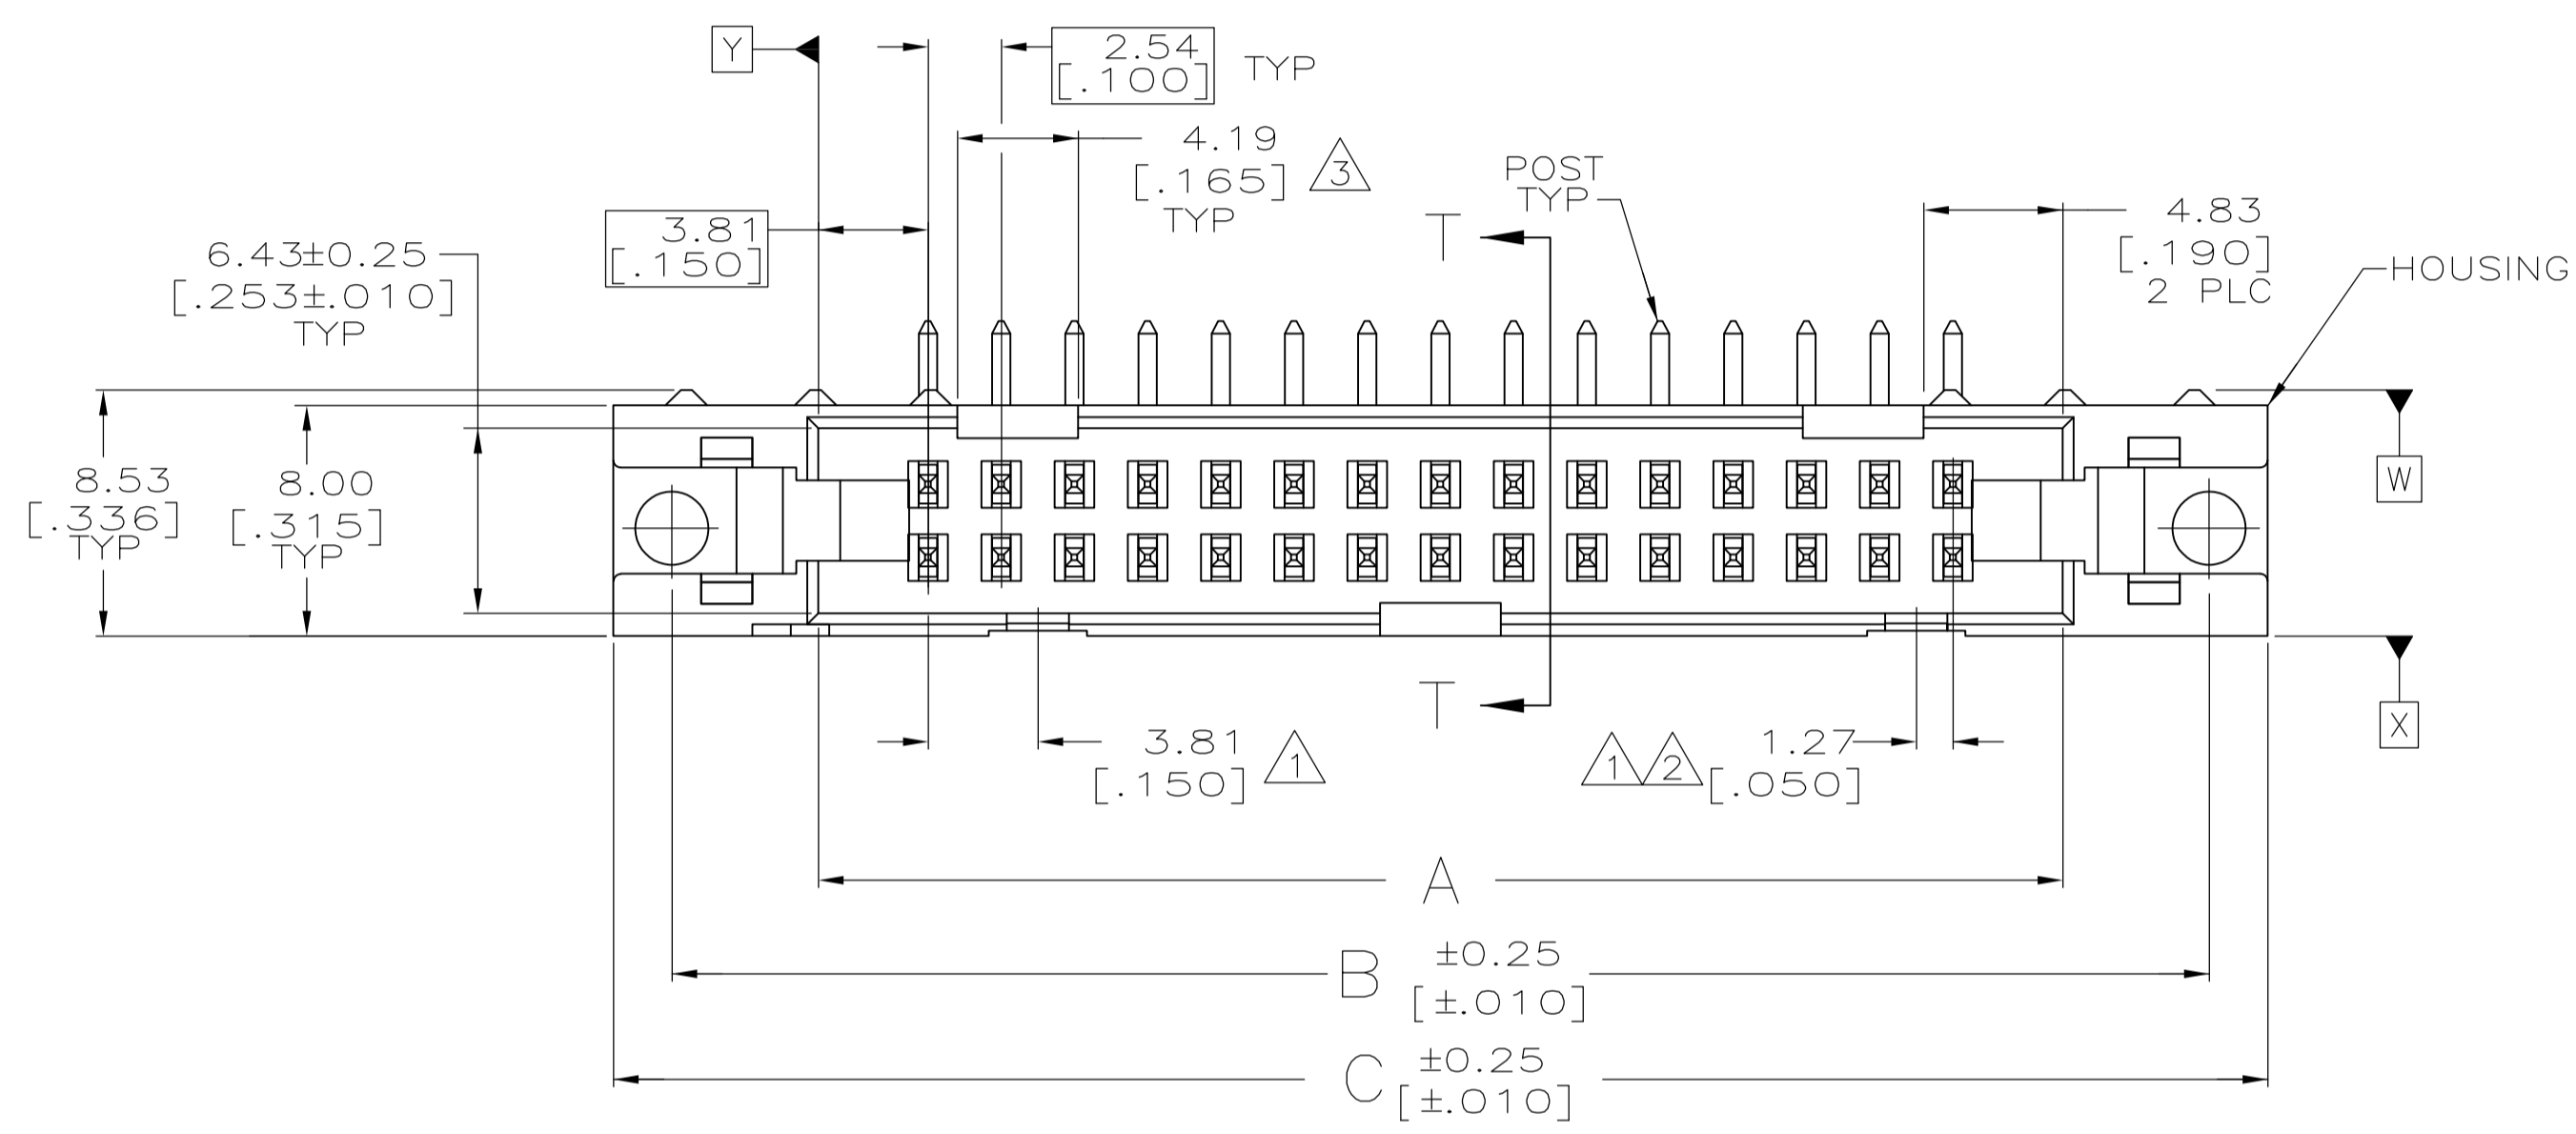 Y
2.54
[.100]
TYP
4.19
[.165]
TYP
3
POST
TYP
T
3.81
[.150]
6.43±0.25
[.253±.010]
TYP
4.83
[.190]
2 PLC
HOUSING
8.53
[.336]
TYP
8.00
[.315]
TYP
W
X
T
3.81
[.150]
1
1
2
1.27
[.050]
A
B
±0.25
[±.010]
C
±0.25
[±.010]